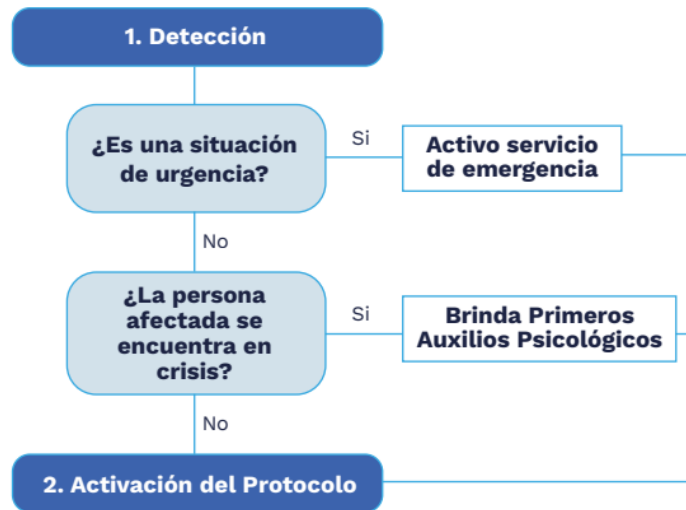 1. Detección
¿Es una situación
de urgencia?
Si
Activo servicio
de emergencia
No
¿La persona
afectada se
encuentra en
crisis?
Si
Brinda Primeros
Auxilios Psicológicos
No
2. Activación del Protocolo